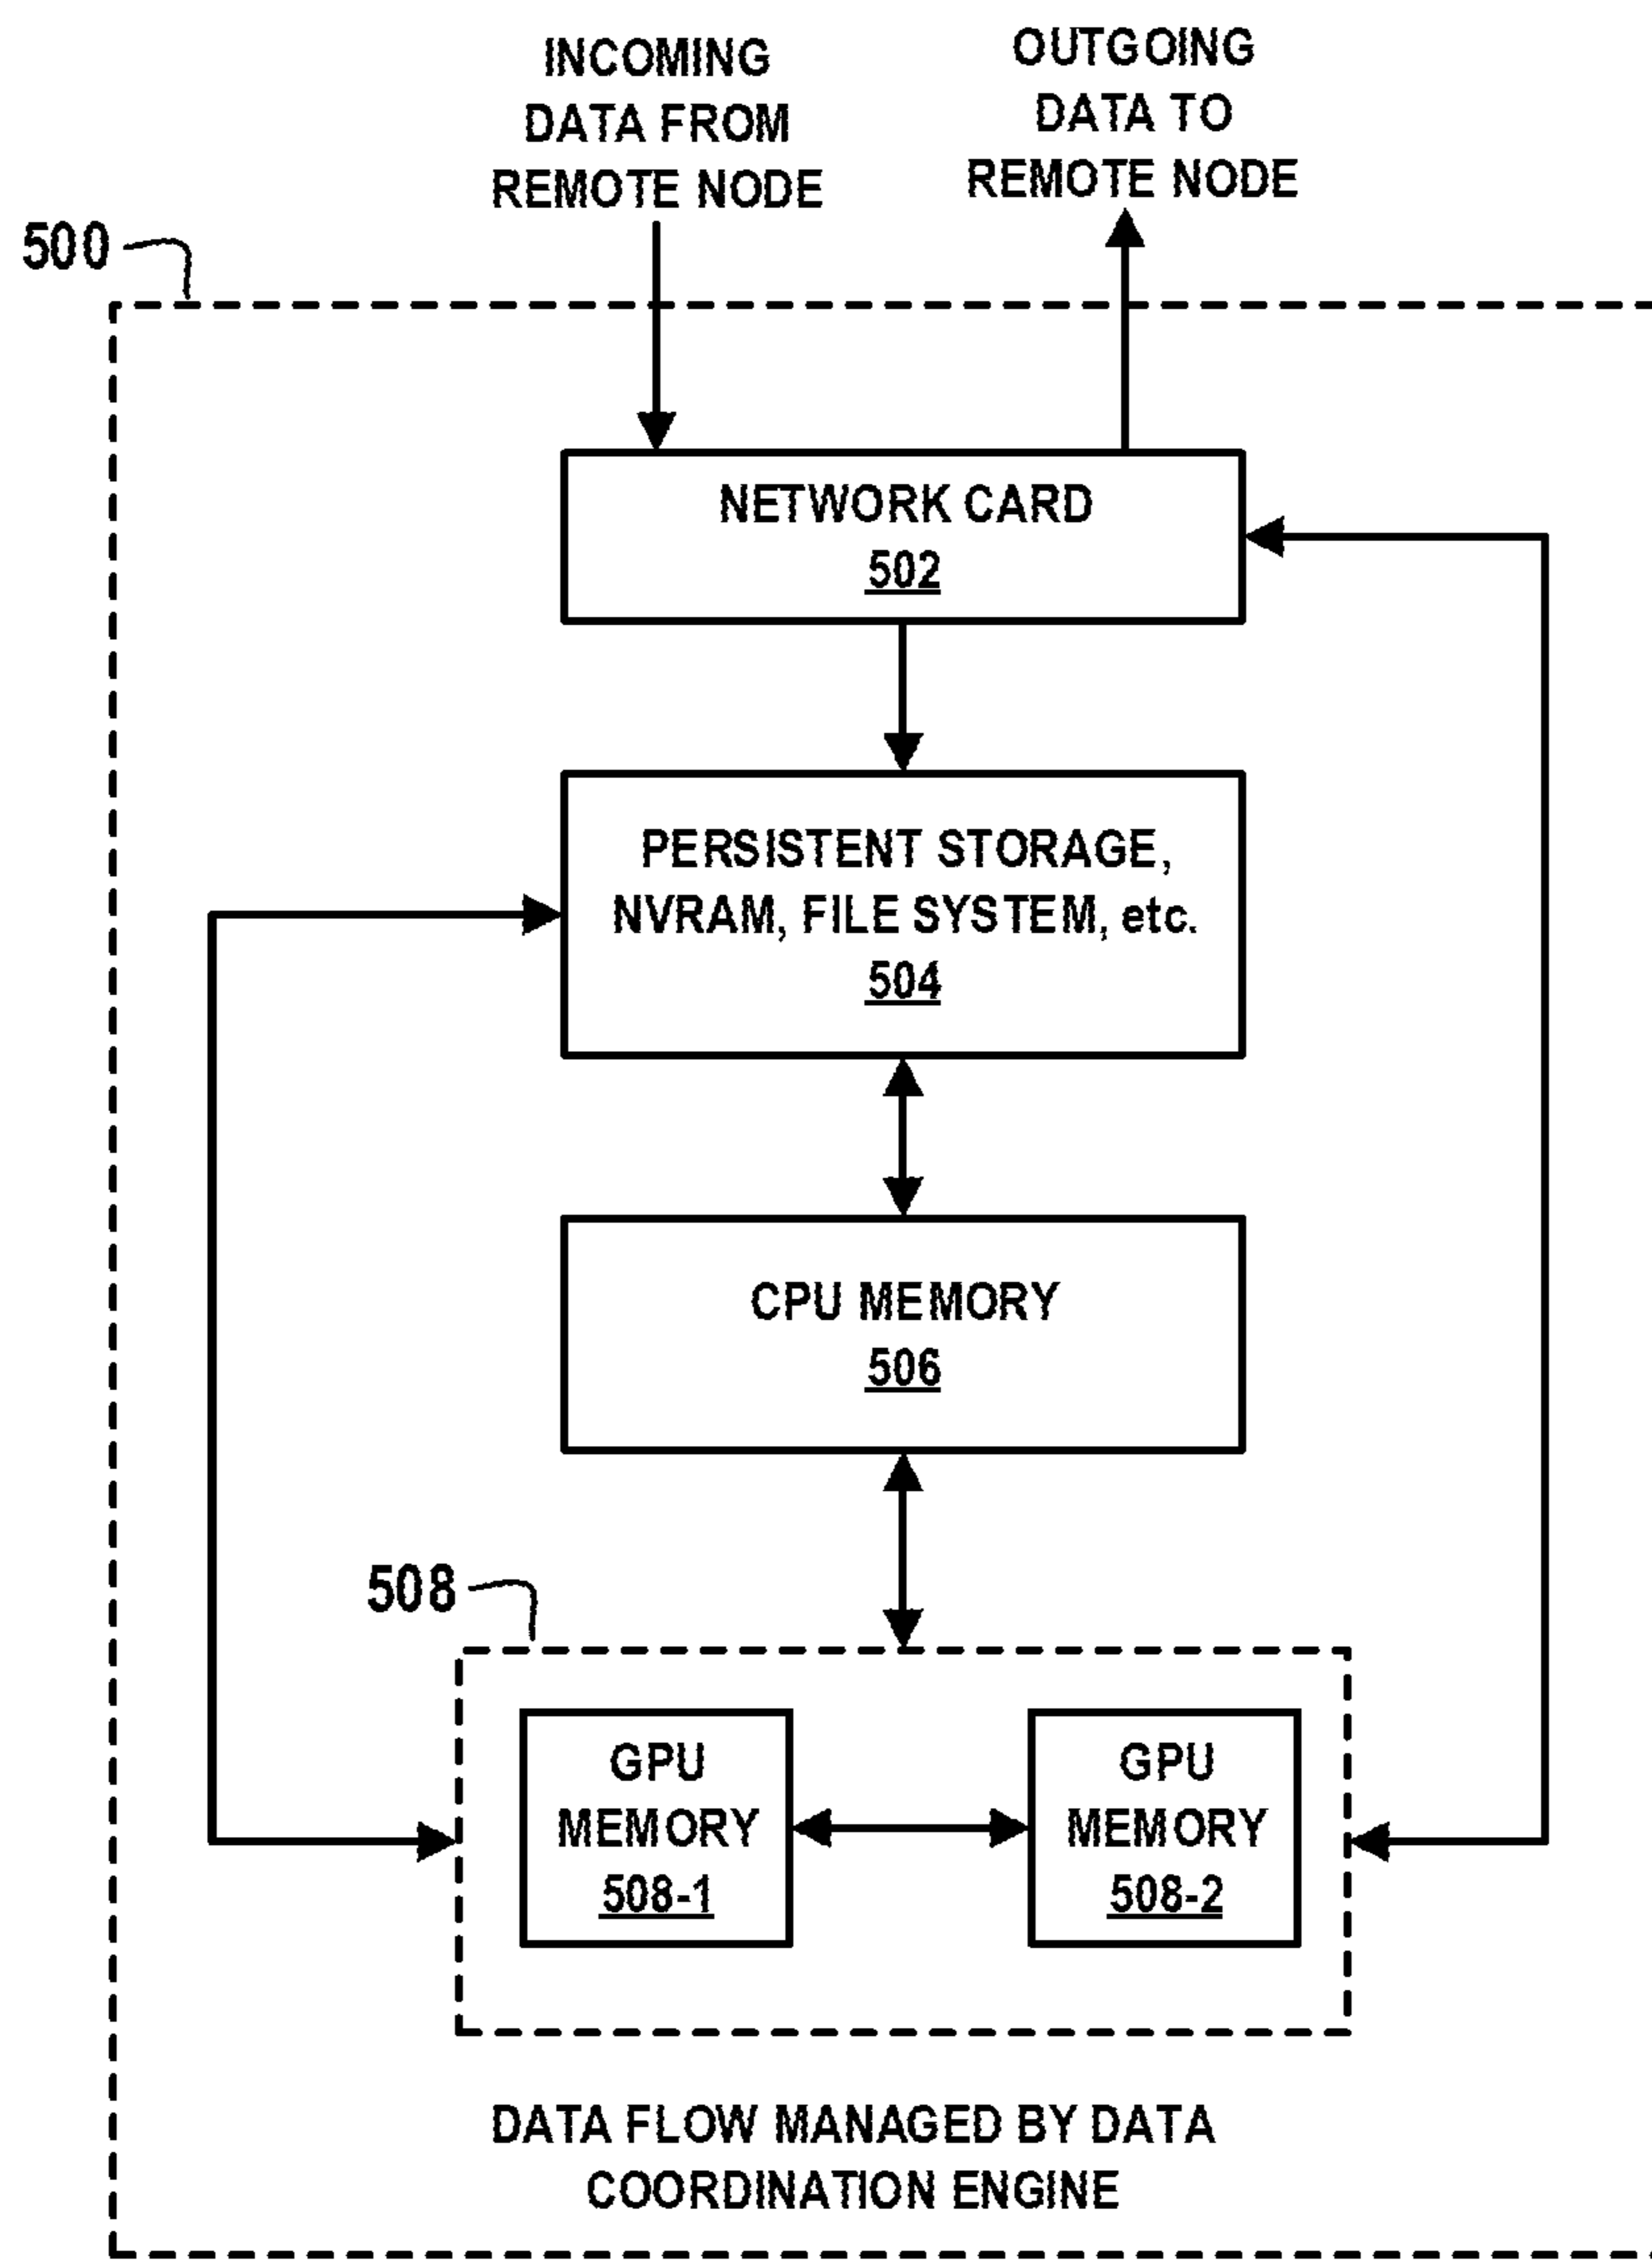 INCOMING
DATA FROM
REMOTE NODE
OUTGOING
DATA TO
REMOTE NODE
500
NETWORK CARD
502
PERSISTENT STORAGE,
NVRAM, FILE SYSTEM, etc.
504
CPU MEMORY
506
508
GPU
MEMORY
508-1
GPU
MEMORY
508-2
DATA FLOW MANAGED BY DATA
COORDINATION ENGINE